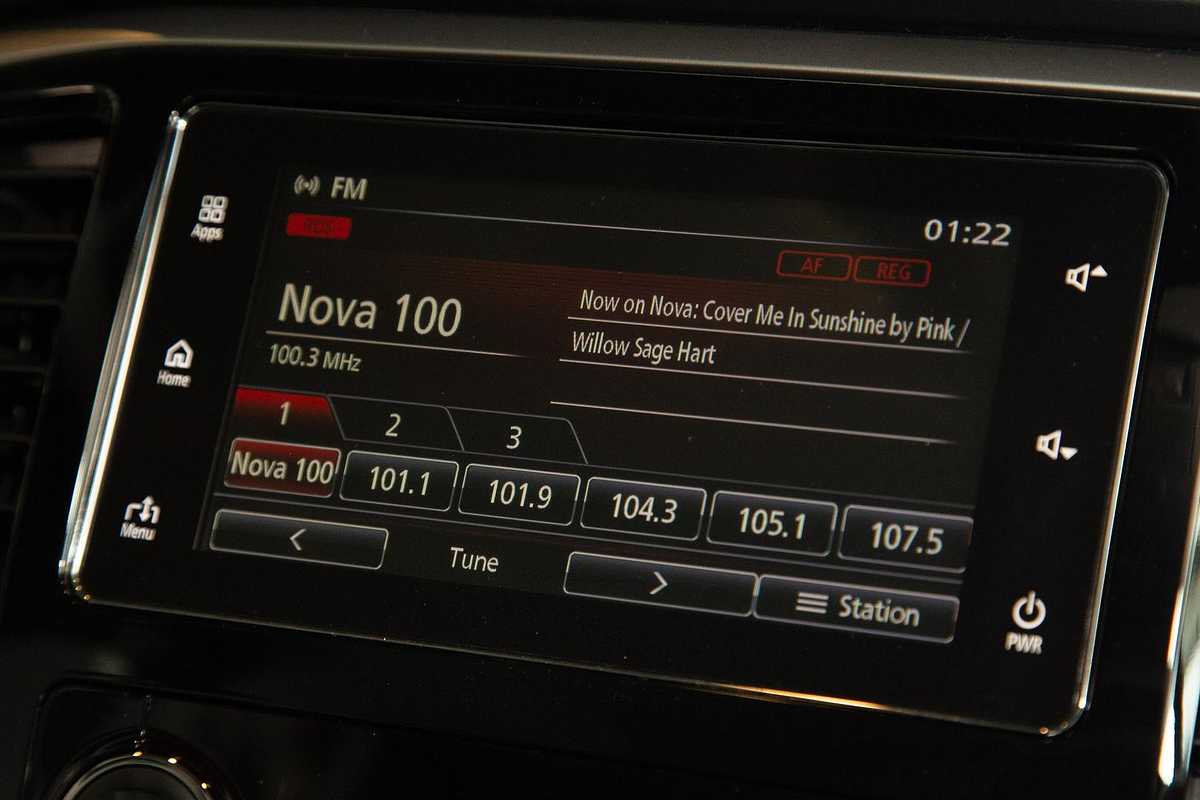 FM
Apps
01:22
AF REG
Nova 100
Now on Nova: Cover Me In Sunshine by Pink /
Willow Sage Hart
100.3 MHz
Home
1 2 3
Nova 100 101.1 101.9 104.3 105.1 107.5
Menu
< Tune > Station
PWR